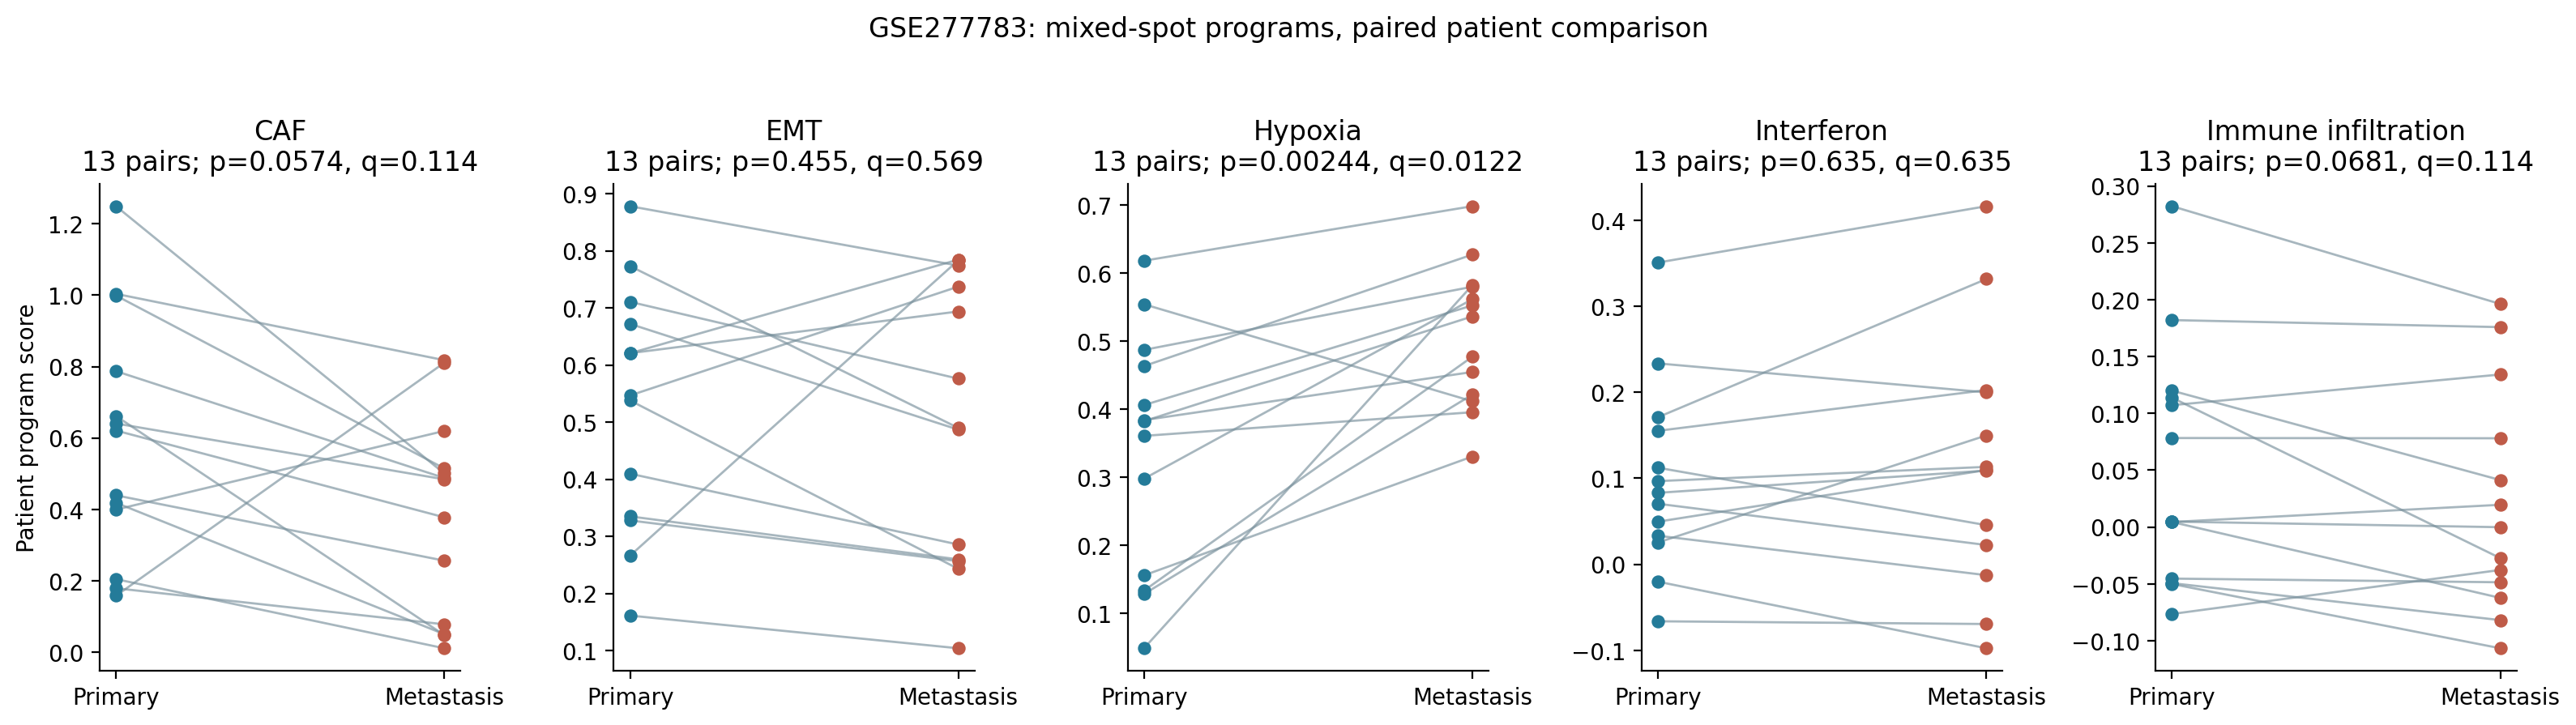 GSE277783: mixed-spot programs, paired patient comparison
CAF
13 pairs; p=0.0574, q=0.114
EMT
13 pairs; p=0.455, q=0.569
Hypoxia
13 pairs; p=0.00244, q=0.0122
Interferon
13 pairs; p=0.635, q=0.635
Immune infiltration
13 pairs; p=0.0681, q=0.114
Patient program score
1.2
1.0
0.8
0.6
0.4
0.2
0.0
Primary
Metastasis
0.9
0.8
0.7
0.6
0.5
0.4
0.3
0.2
0.1
Primary
Metastasis
0.7
0.6
0.5
0.4
0.3
0.2
0.1
Primary
Metastasis
0.4
0.3
0.2
0.1
0.0
−0.1
Primary
Metastasis
0.30
0.25
0.20
0.15
0.10
0.05
0.00
−0.05
−0.10
Primary
Metastasis